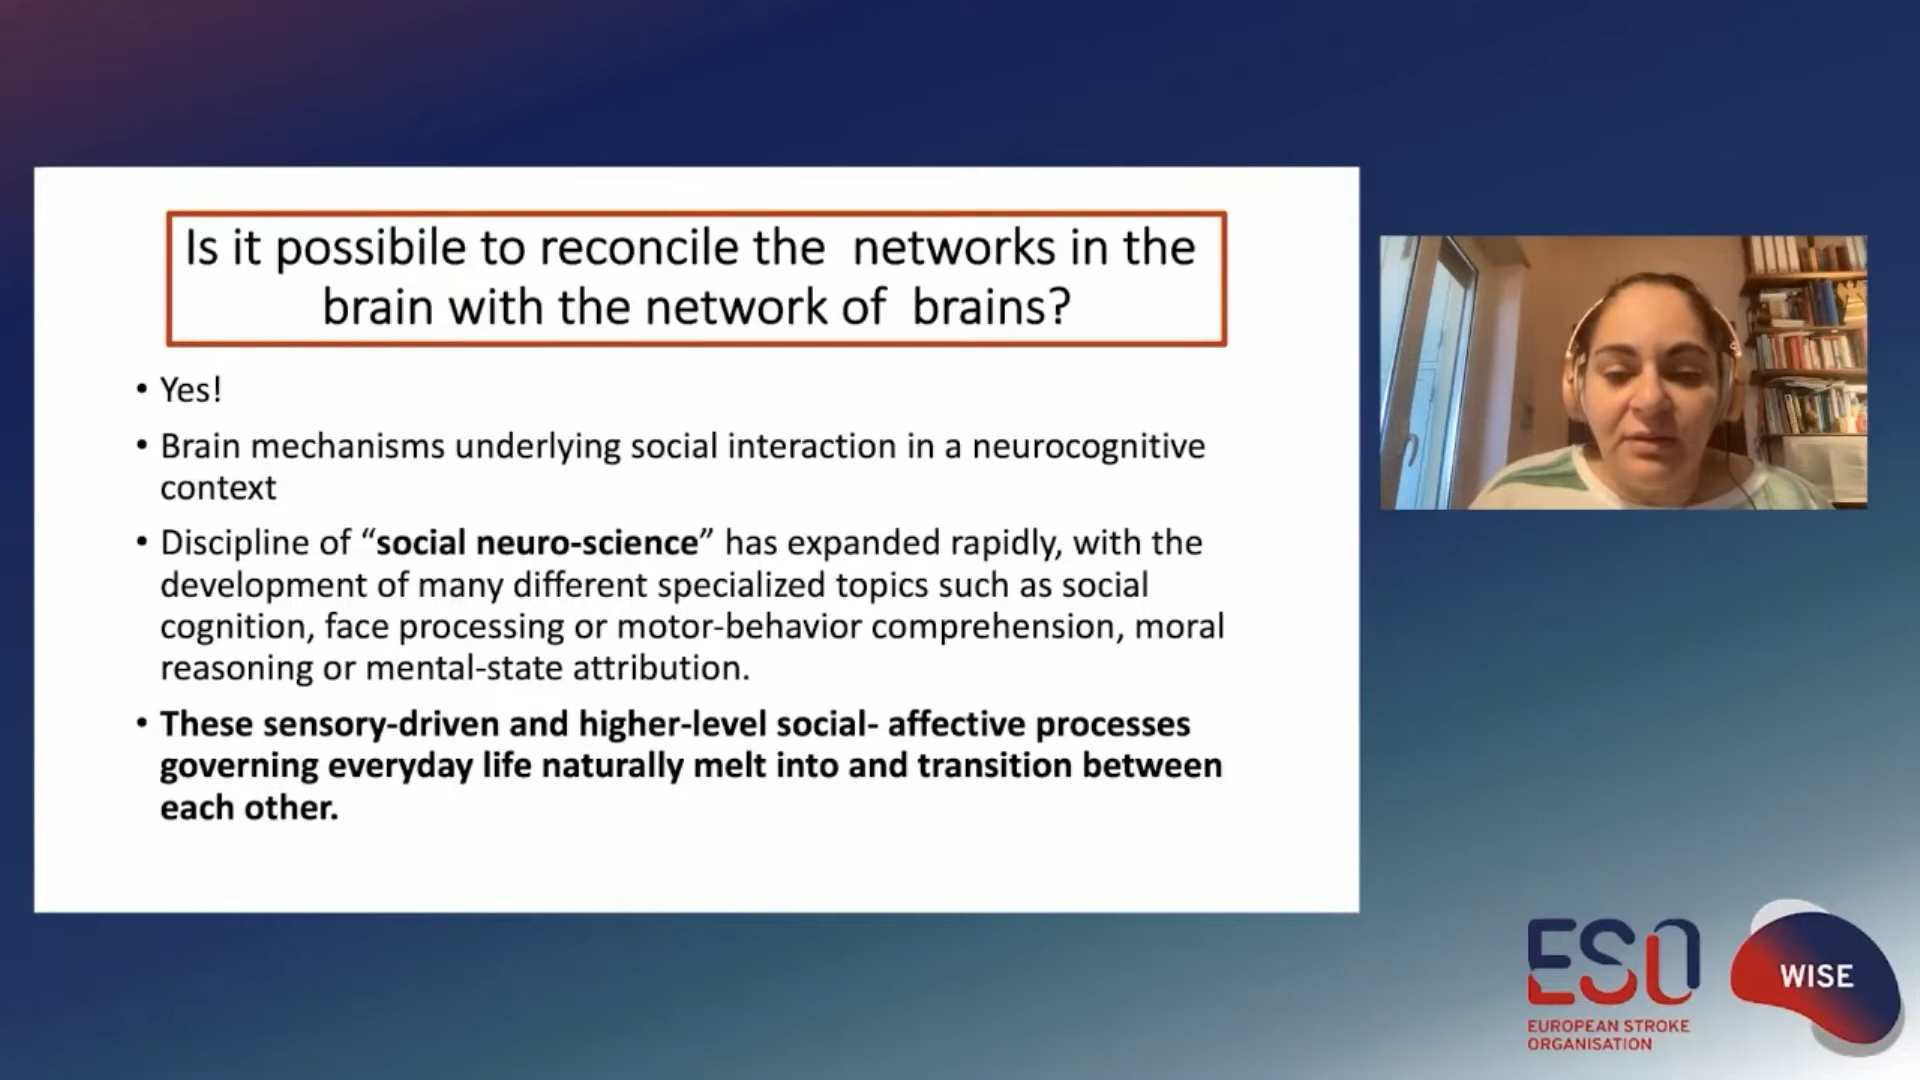 Is it possibile to reconcile the networks in the
brain with the network of brains?
• Yes!
• Brain mechanisms underlying social interaction in a neurocognitive
context
• Discipline of “social neuro-science” has expanded rapidly, with the
development of many different specialized topics such as social
cognition, face processing or motor-behavior comprehension, moral
reasoning or mental-state attribution.
• These sensory-driven and higher-level social- affective processes
governing everyday life naturally melt into and transition between
each other.
ESO
EUROPEAN STROKE
ORGANISATION
WISE